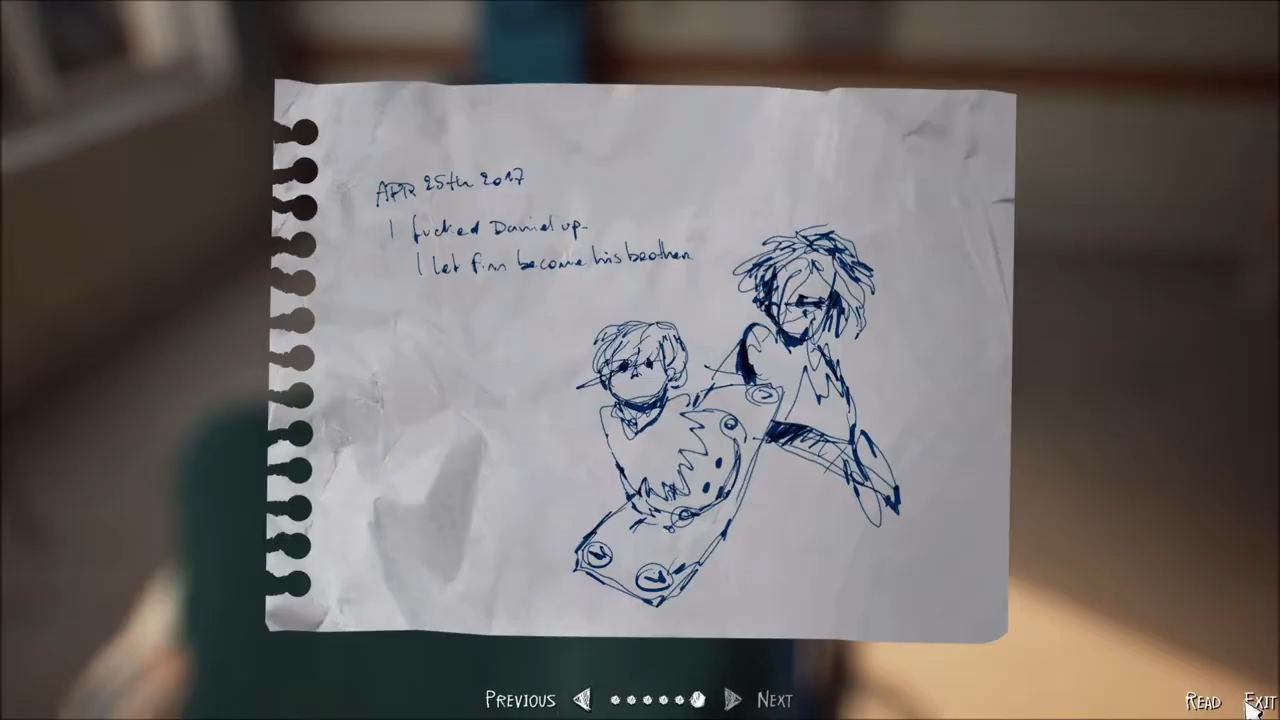 APR 25th 2017
I fucked Daniel up.
I let finn become his brother.
PREVIOUS NEXT
READ EXIT